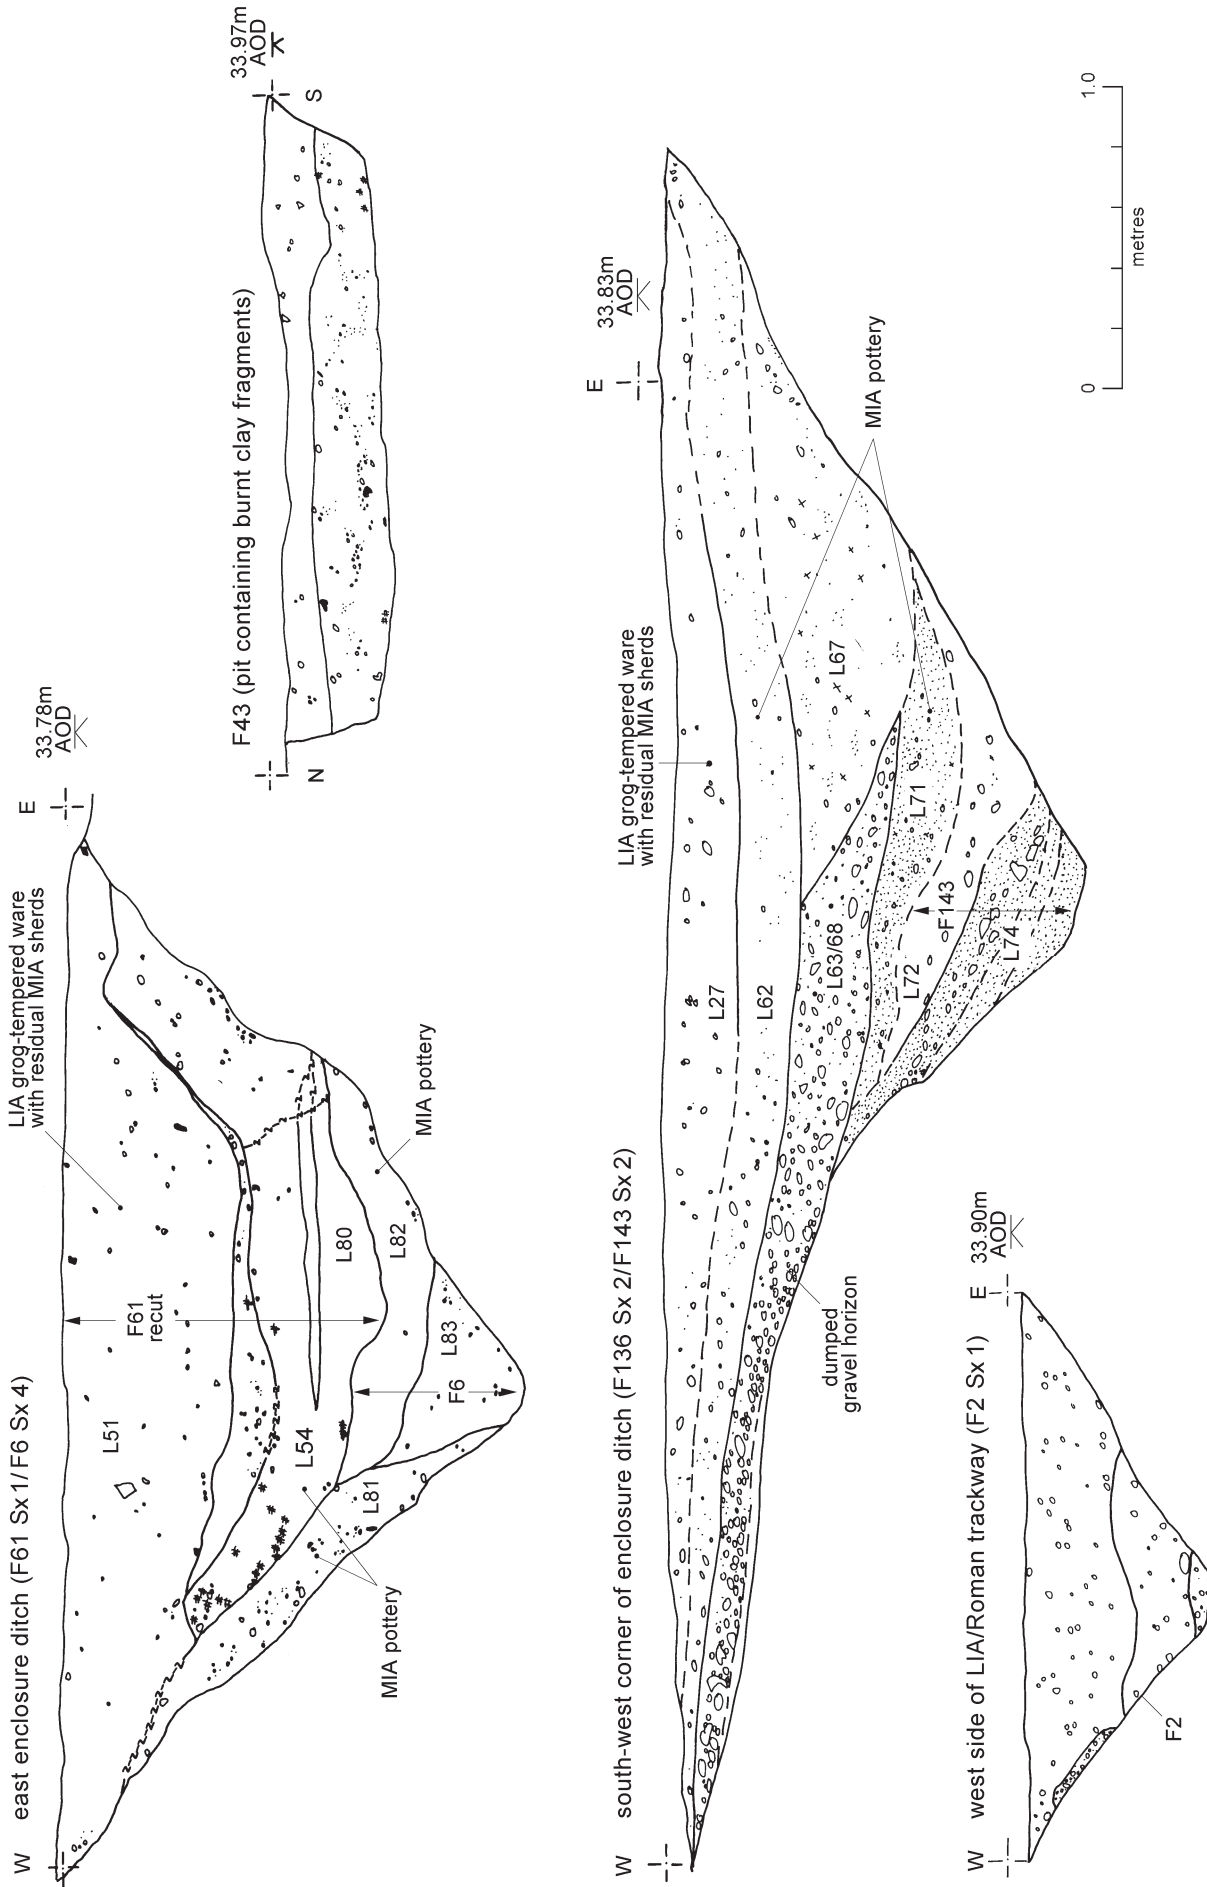 W east enclosure ditch (F61 Sx 1/ F6 Sx 4)
E
33.78m
AOD
LIA grog-tempered ware
with residual MIA sherds
F61
recut
L51
L54
L80
L82
L83
F6
L81
MIA pottery
MIA pottery
F43 (pit containing burnt clay fragments)
N
S
33.97m
AOD
W south-west corner of enclosure ditch (F136 Sx 2/ F143 Sx 2)
E
33.83m
AOD
LIA grog-tempered ware
with residual MIA sherds
MIA pottery
L27
L62
L63/68
L67
L71
L72
F143
L74
dumped
gravel horizon
W west side of LIA/Roman trackway (F2 Sx 1)
E
33.90m
AOD
F2
0
1.0
metres